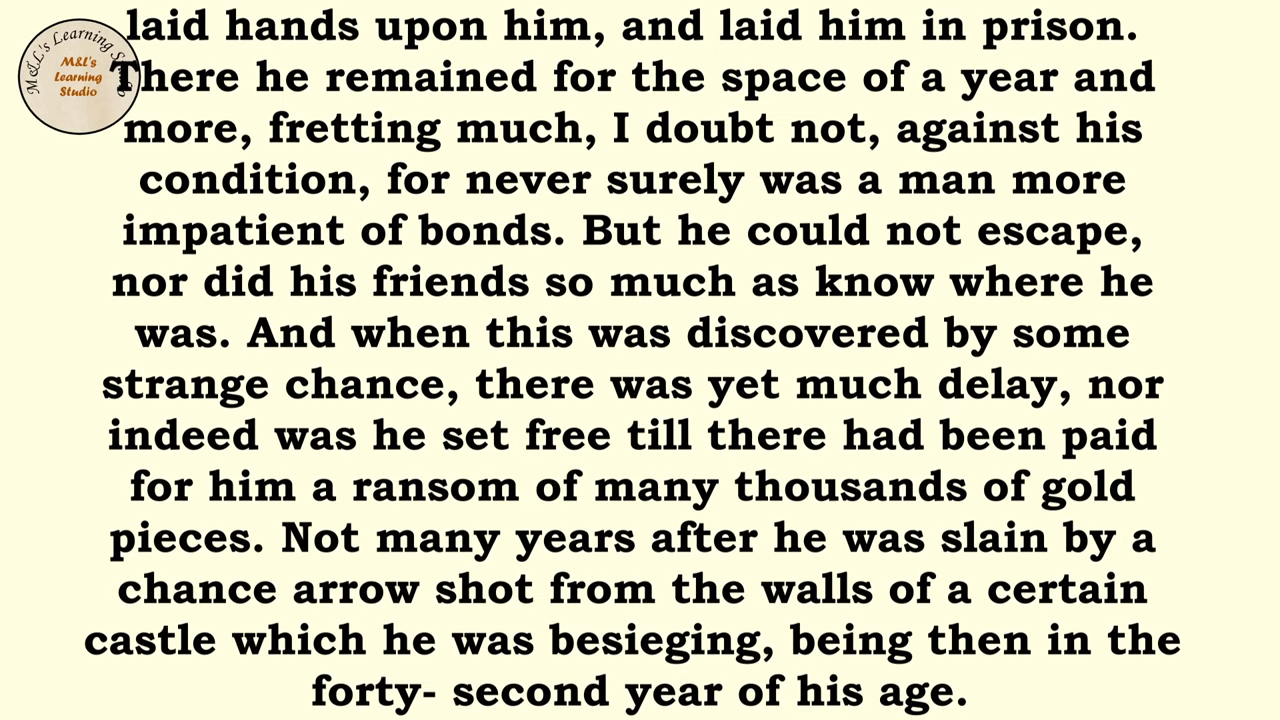 laid hands upon him, and laid him in prison.
There he remained for the space of a year and
more, fretting much, I doubt not, against his
condition, for never surely was a man more
impatient of bonds. But he could not escape,
nor did his friends so much as know where he
was. And when this was discovered by some
strange chance, there was yet much delay, nor
indeed was he set free till there had been paid
for him a ransom of many thousands of gold
pieces. Not many years after he was slain by a
chance arrow shot from the walls of a certain
castle which he was besieging, being then in the
forty- second year of his age.
M&L's Learning
M&L's
Learning
Studio